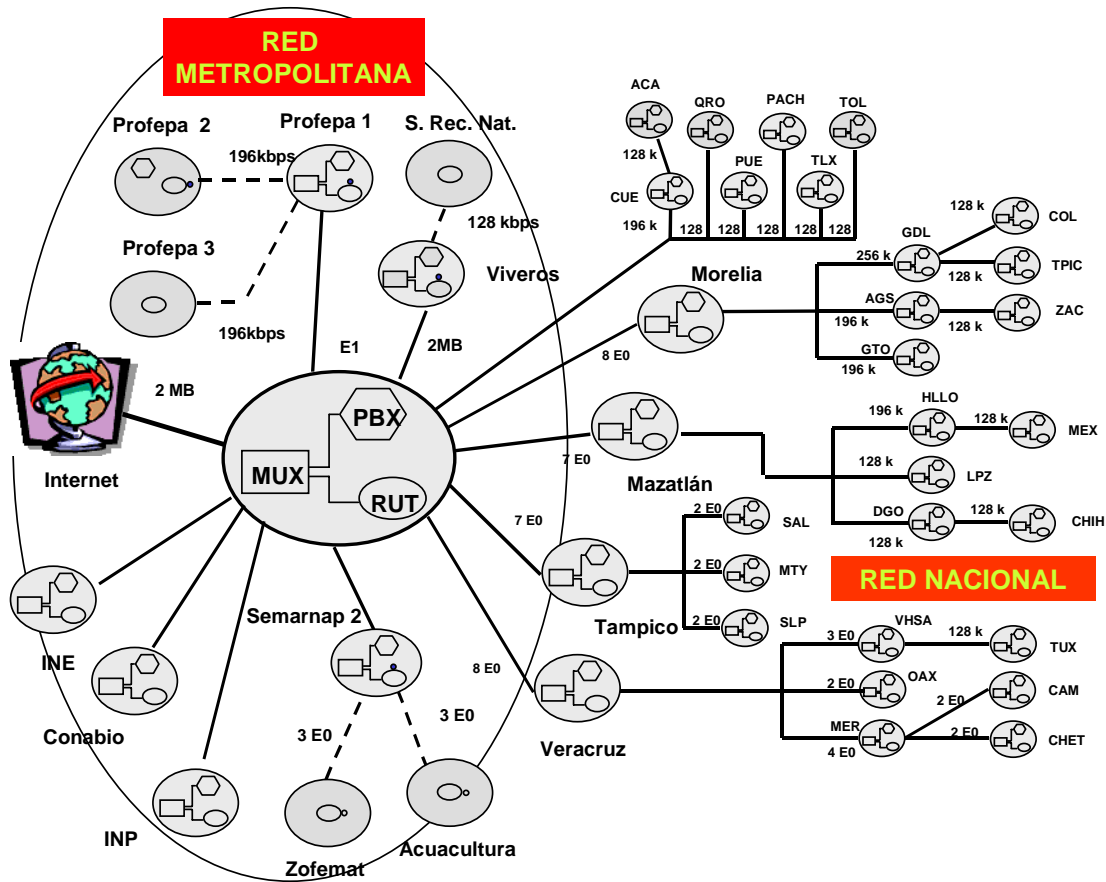 RED
METROPOLITANA
Profepa 2
Profepa 1
S. Rec. Nat.
196kbps
128 kbps
Profepa 3
196kbps
Viveros
E1
2MB
2 MB
Internet
PBX
MUX
RUT
INE
Conabio
INP
Semarnap 2
3 E0
3 E0
Zofemat
Acuacultura
ACA
QRO
PACH
TOL
128 k
PUE
TLX
CUE
196 k
128
128
128
128
128
Morelia
8 E0
GDL
256 k
128 k
COL
128 k
TPIC
AGS
196 k
128 k
ZAC
GTO
196 k
Mazatlán
7 E0
HLLO
196 k
128 k
MEX
128 k
LPZ
DGO
128 k
128 k
CHIH
RED NACIONAL
Tampico
7 E0
2 E0
SAL
2 E0
MTY
2 E0
SLP
Veracruz
8 E0
VHSA
3 E0
128 k
TUX
OAX
2 E0
MER
4 E0
2 E0
CAM
2 E0
CHET